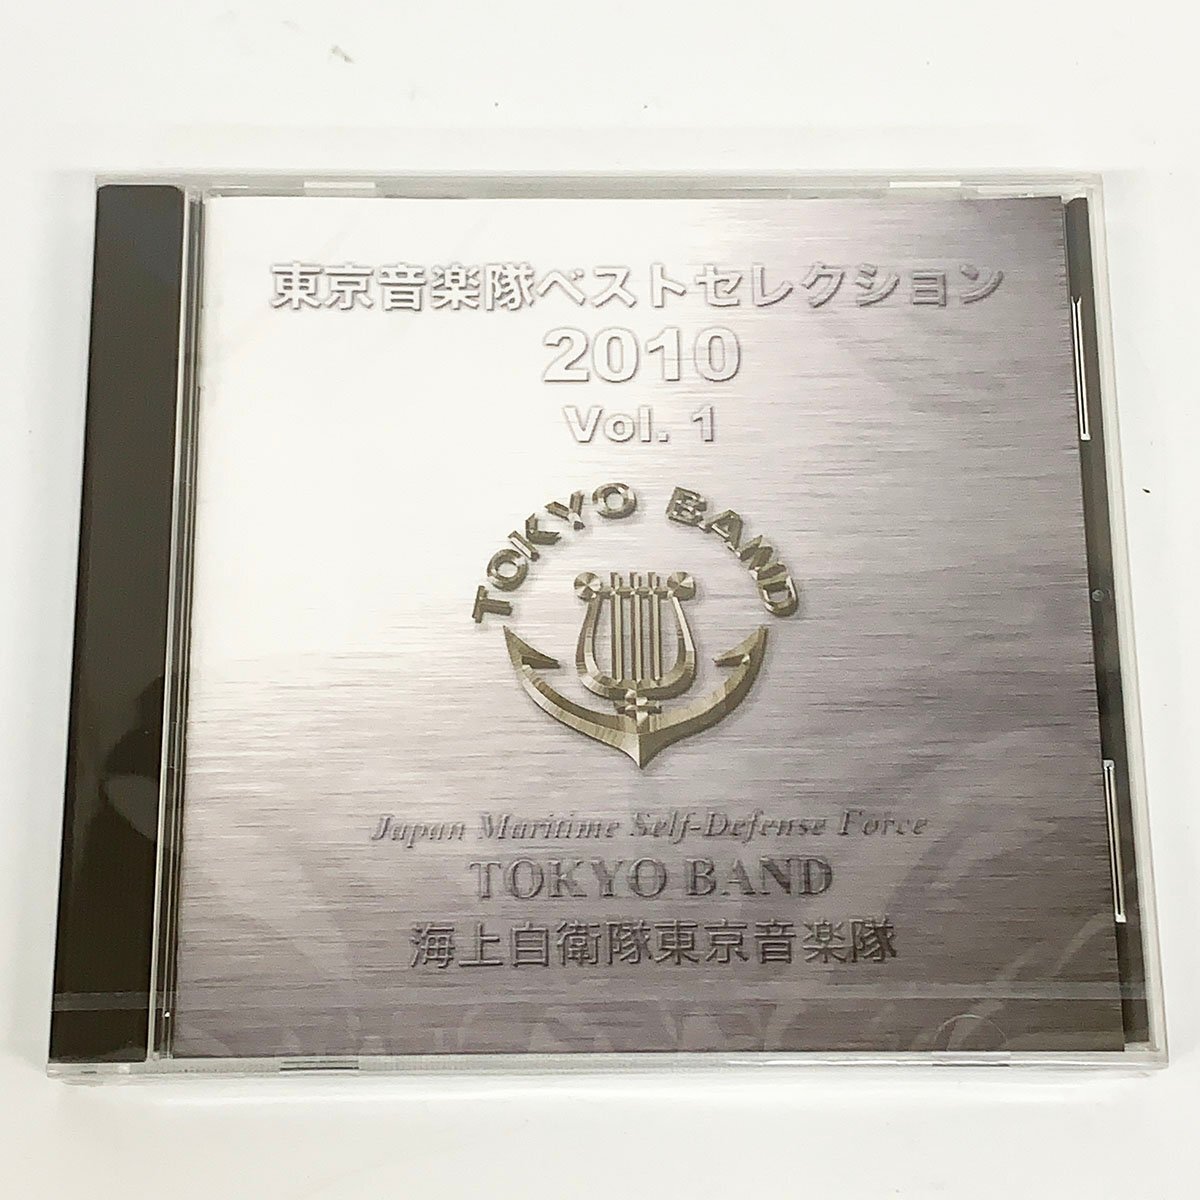 東京音楽隊ベストセレクション
2010
Vol. 1
TOKYO BAND
Japan Maritime Self-Defense Force
TOKYO BAND
海上自衛隊東京音楽隊